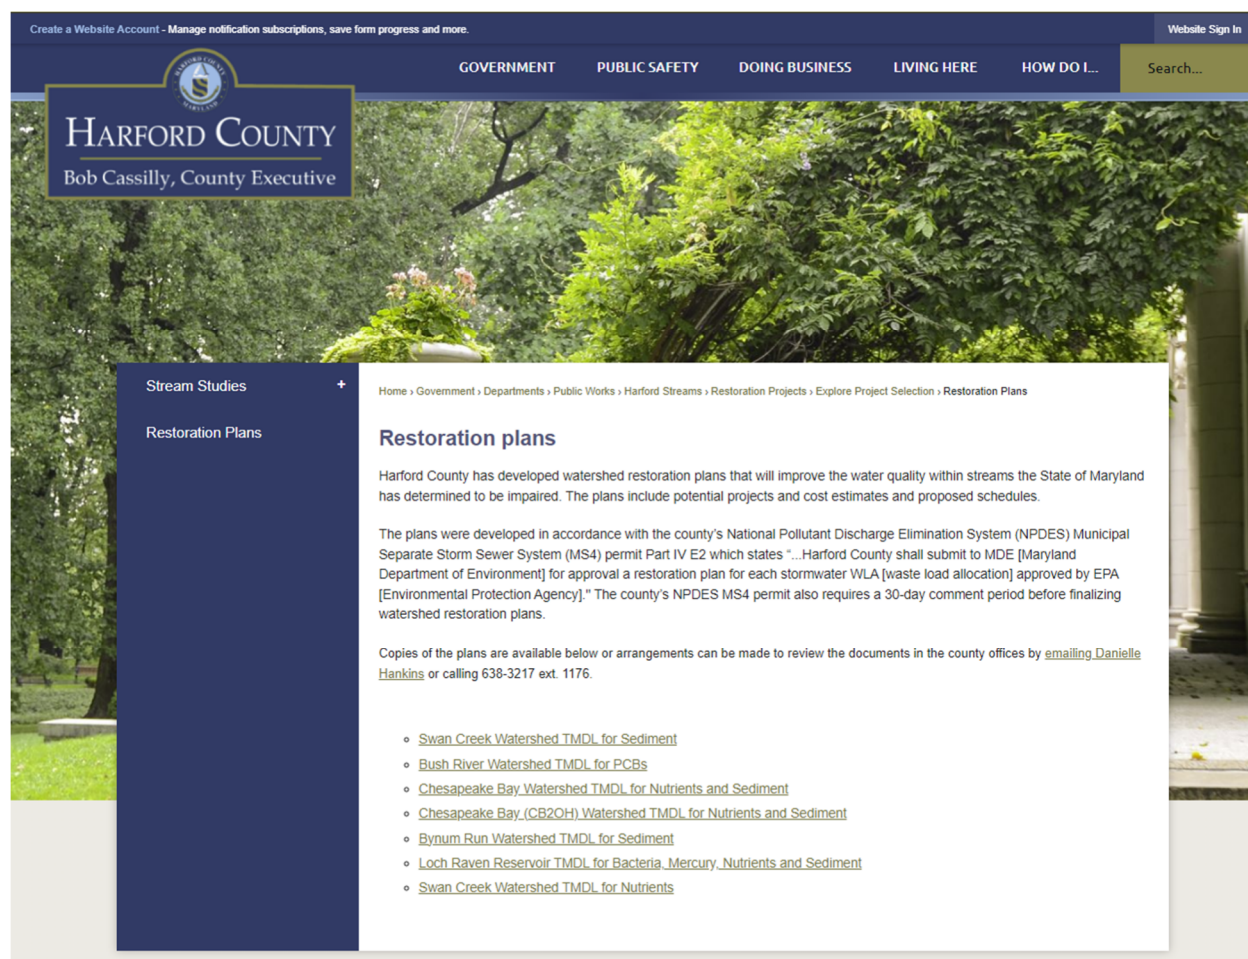 Create a Website Account - Manage notification subscriptions, save form progress and more.
Website Sign In
GOVERNMENT
PUBLIC SAFETY
DOING BUSINESS
LIVING HERE
HOW DO I...
Search...
HARFORD COUNTY
MARYLAND
HARFORD COUNTY
Bob Cassilly, County Executive
Stream Studies +
Restoration Plans
Home › Government › Departments › Public Works › Harford Streams › Restoration Projects › Explore Project Selection › Restoration Plans
Restoration plans
Harford County has developed watershed restoration plans that will improve the water quality within streams the State of Maryland
has determined to be impaired. The plans include potential projects and cost estimates and proposed schedules.
The plans were developed in accordance with the county's National Pollutant Discharge Elimination System (NPDES) Municipal
Separate Storm Sewer System (MS4) permit Part IV E2 which states “...Harford County shall submit to MDE [Maryland
Department of Environment] for approval a restoration plan for each stormwater WLA [waste load allocation] approved by EPA
[Environmental Protection Agency]." The county's NPDES MS4 permit also requires a 30-day comment period before finalizing
watershed restoration plans.
Copies of the plans are available below or arrangements can be made to review the documents in the county offices by emailing Danielle
Hankins or calling 638-3217 ext. 1176.
Swan Creek Watershed TMDL for Sediment
Bush River Watershed TMDL for PCBs
Chesapeake Bay Watershed TMDL for Nutrients and Sediment
Chesapeake Bay (CB2OH) Watershed TMDL for Nutrients and Sediment
Bynum Run Watershed TMDL for Sediment
Loch Raven Reservoir TMDL for Bacteria, Mercury, Nutrients and Sediment
Swan Creek Watershed TMDL for Nutrients